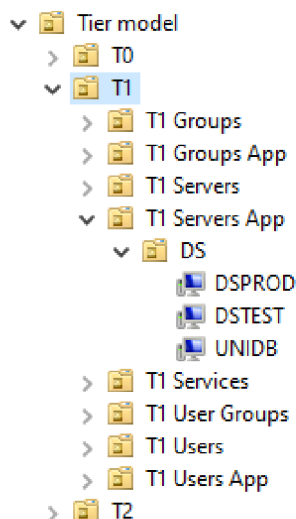 Tier model
T0
T1
T1 Groups
T1 Groups App
T1 Servers
T1 Servers App
DS
DSPROD
DSTEST
UNIDB
T1 Services
T1 User Groups
T1 Users
T1 Users App
T2